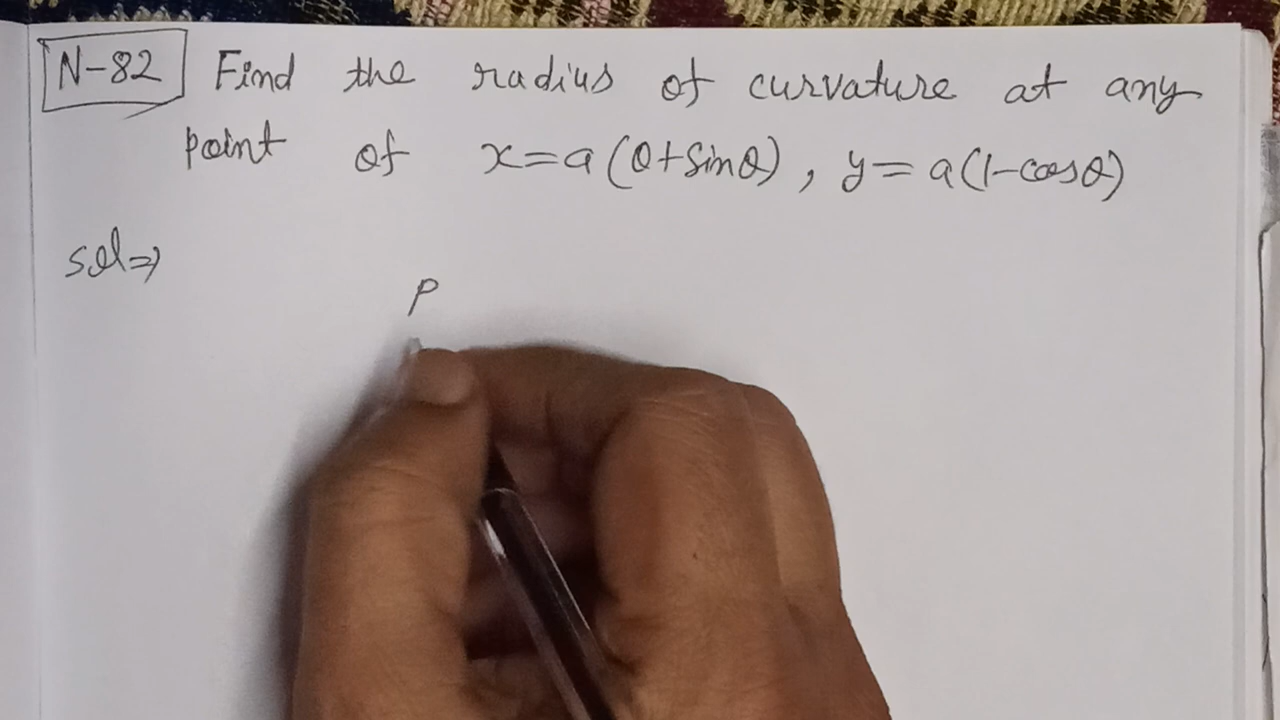 N-82 Find the radius of curvature at any
point of x=a(θ+sinθ), y=a(1-cosθ)
sol⇒
P